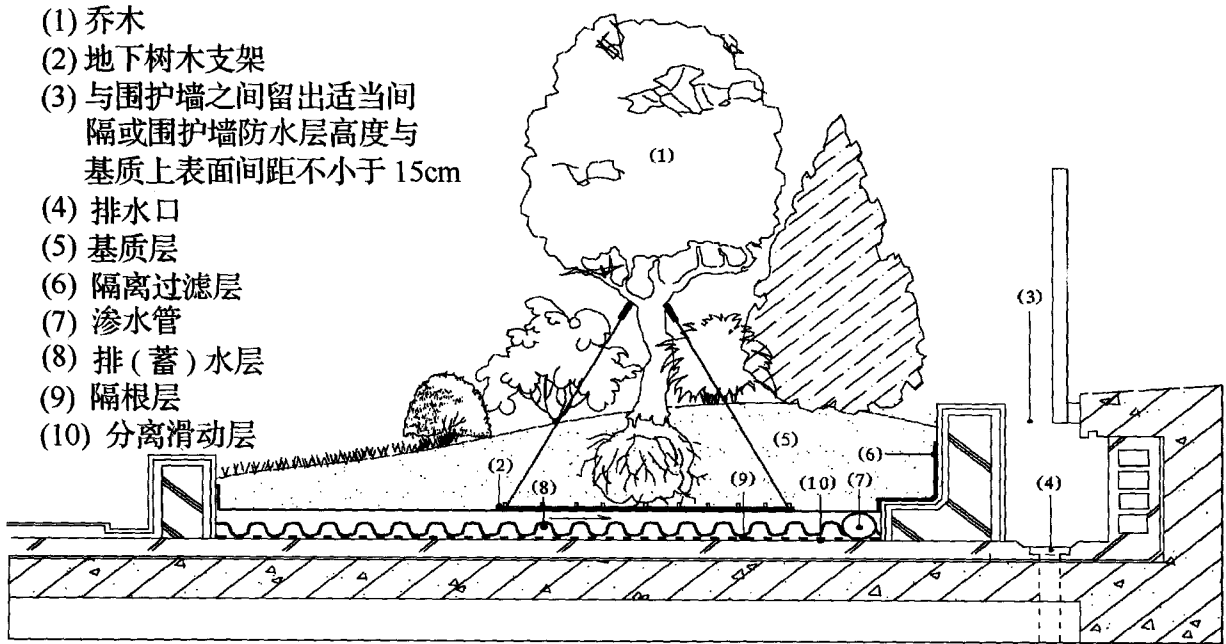 (1) 乔木
(2) 地下树木支架
(3) 与围护墙之间留出适当间
隔或围护墙防水层高度与
基质上表面间距不小于 15cm
(4) 排水口
(5) 基质层
(6) 隔离过滤层
(7) 渗水管
(8) 排(蓄)水层
(9) 隔根层
(10) 分离滑动层
(1)
(3)
(5)
(6)
(2)
(8)
(9)
(10)
(7)
(4)